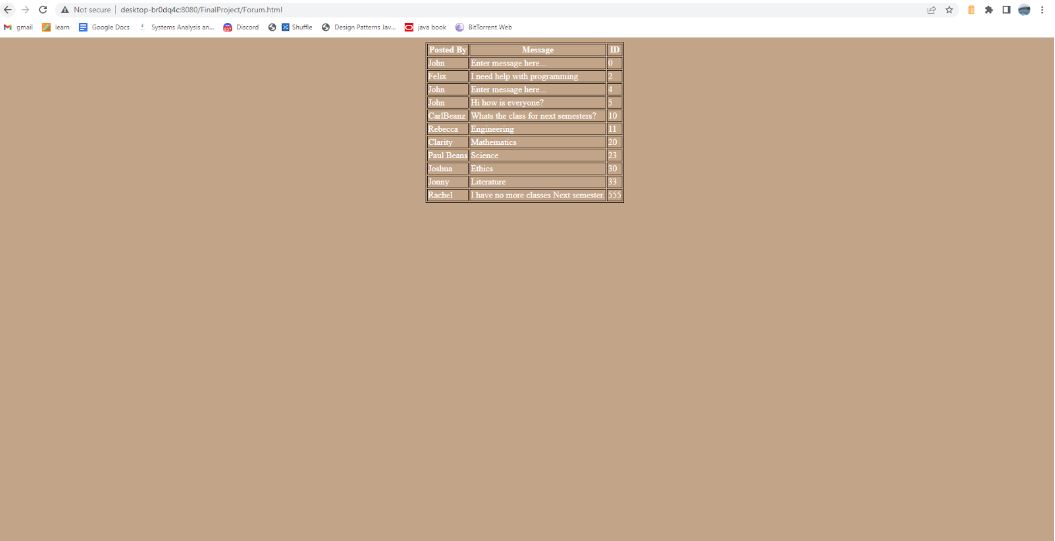 Not secure | desktop-br0dq4c:8080/FinalProject/Forum.html
gmail learn Google Docs Systems Analysis an... Discord Shuffle Design Patterns Jav... java book BitTorrent Web
Posted By Message ID
John Enter message here... 0
Felix I need help with programming 2
John Enter message here... 4
John Hi how is everyone? 5
CarlBeanz Whats the class for next semesters? 10
Rebecca Engineering 11
Clarity Mathematics 20
Paul Beans Science 23
Joshua Ethics 30
Jonny Literature 33
Rachel I have no more classes Next semester 555